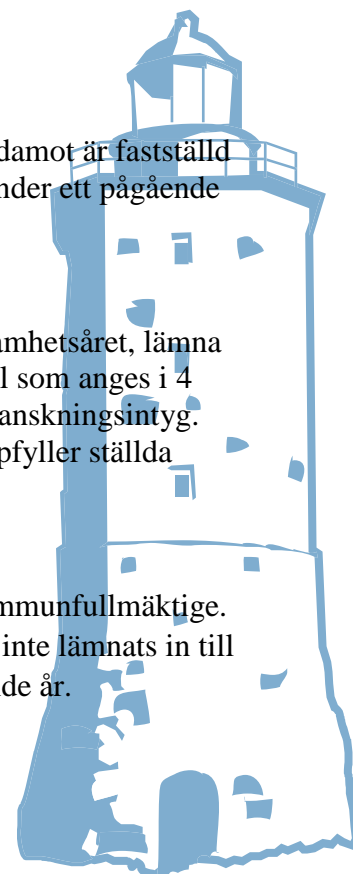 damot är fastställd
nder ett pågående
amhetsåret, lämna
l som anges i 4
anskningsintyg.
pfyller ställda
mmunfullmäktige.
inte lämnats in till
nde år.